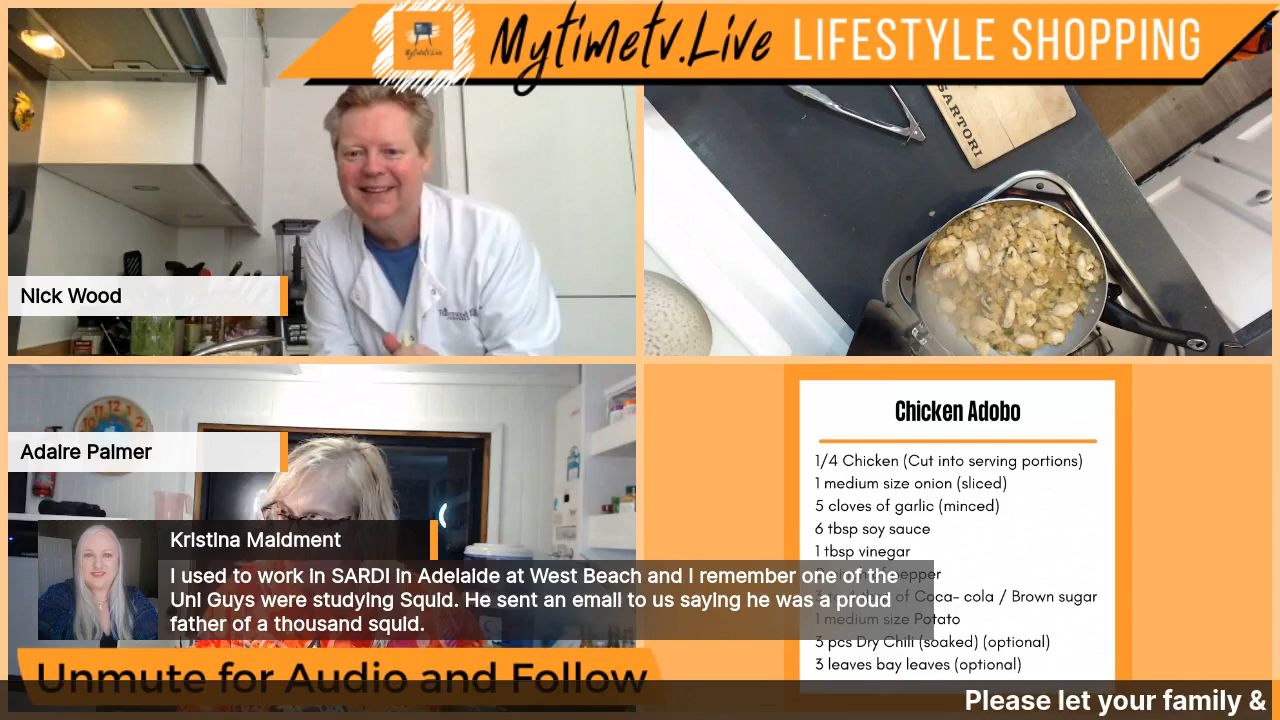 Mytimetv.Live LIFESTYLE SHOPPING
SARTORI
Nick Wood
Adaire Palmer
Kristina Maidment
I used to work in SARDI in Adelaide at West Beach and I remember one of the
Uni Guys were studying Squid. He sent an email to us saying he was a proud
father of a thousand squid.
Unmute for Audio and Follow
Chicken Adobo
1/4 Chicken (Cut into serving portions)
1 medium size onion (sliced)
5 cloves of garlic (minced)
6 tbsp soy sauce
1 tbsp vinegar
pepper
of Coca- cola / Brown sugar
1 medium size Potato
3 pcs Dry Chili (soaked) (optional)
3 leaves bay leaves (optional)
Please let your family &